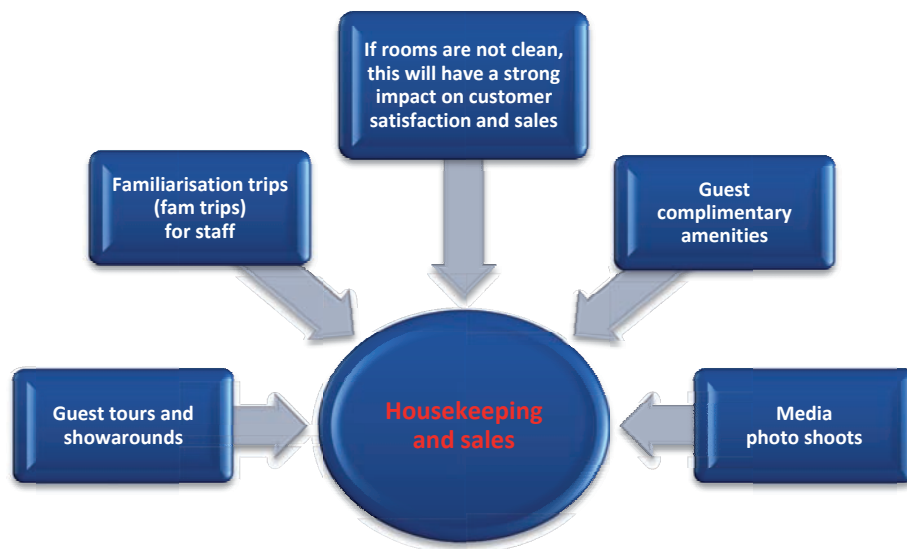 If rooms are not clean,
this will have a strong
impact on customer
satisfaction and sales
Familiarisation trips
(fam trips)
for staff
Guest
complimentary
amenities
Guest tours and
showarounds
Housekeeping
and sales
Media
photo shoots